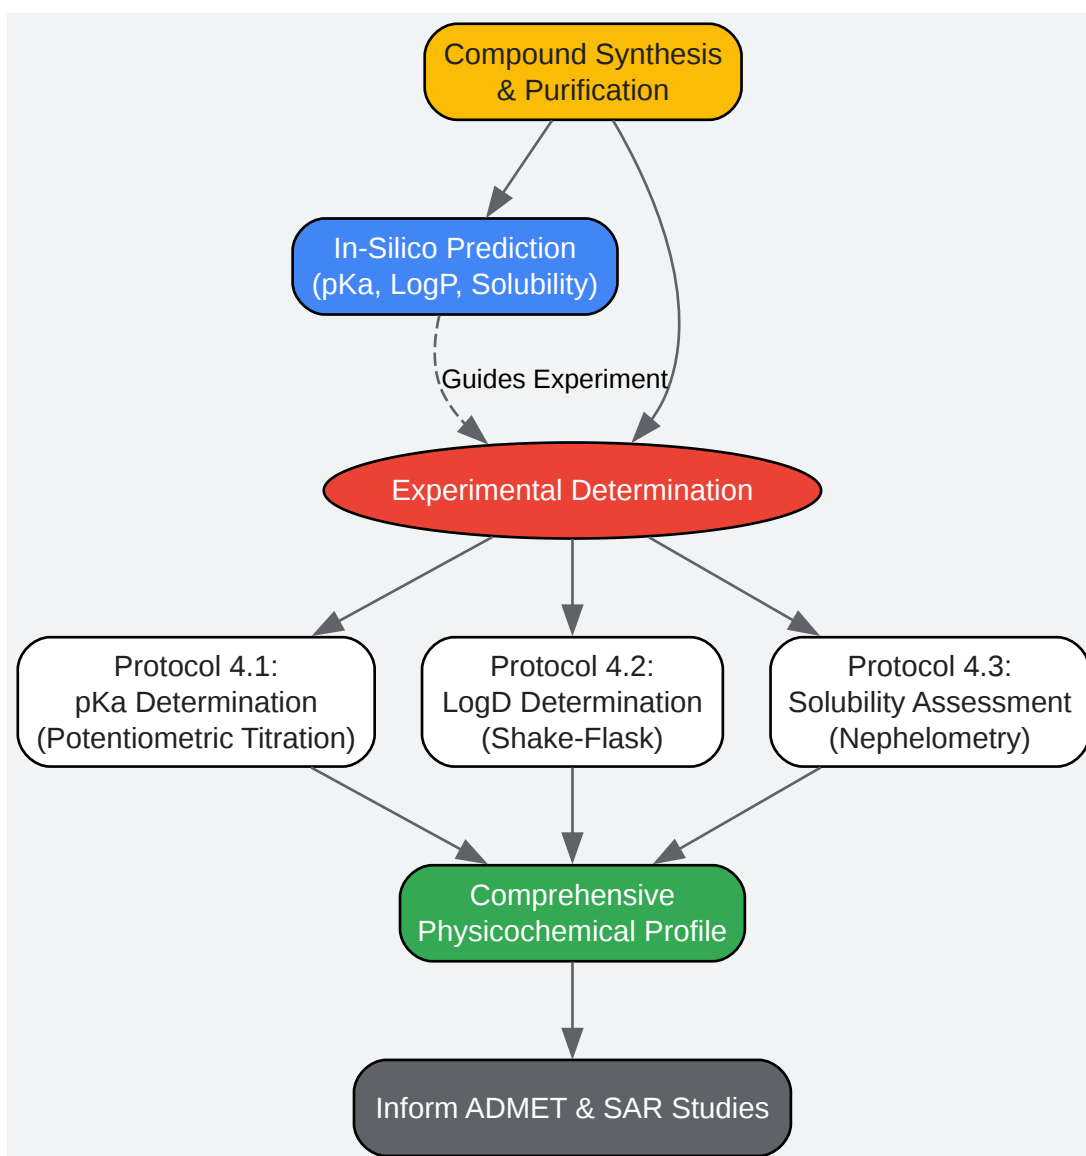 Compound Synthesis
& Purification
In-Silico Prediction
(pKa, LogP, Solubility)
Guides Experiment
Experimental Determination
Protocol 4.1:
pKa Determination
(Potentiometric Titration)
Protocol 4.2:
LogD Determination
(Shake-Flask)
Protocol 4.3:
Solubility Assessment
(Nephelometry)
Comprehensive
Physicochemical Profile
Inform ADMET & SAR Studies